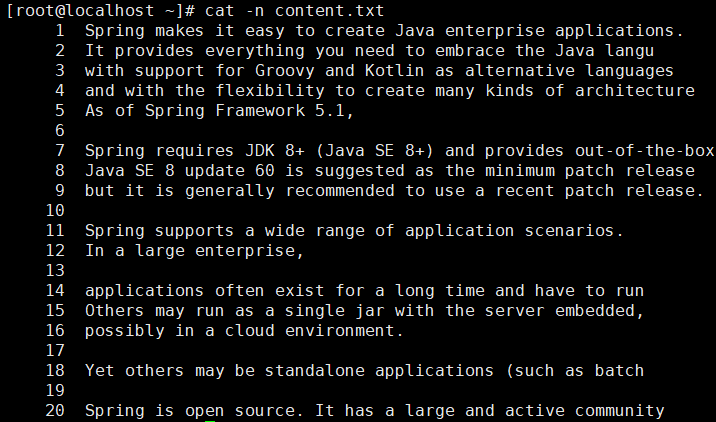 [root@localhost ~]# cat -n content.txt
1 Spring makes it easy to create Java enterprise applications.
2 It provides everything you need to embrace the Java langu
3 with support for Groovy and Kotlin as alternative languages
4 and with the flexibility to create many kinds of architecture
5 As of Spring Framework 5.1,
6
7 Spring requires JDK 8+ (Java SE 8+) and provides out-of-the-box
8 Java SE 8 update 60 is suggested as the minimum patch release
9 but it is generally recommended to use a recent patch release.
10
11 Spring supports a wide range of application scenarios.
12 In a large enterprise,
13
14 applications often exist for a long time and have to run
15 Others may run as a single jar with the server embedded,
16 possibly in a cloud environment.
17
18 Yet others may be standalone applications (such as batch
19
20 Spring is open source. It has a large and active community